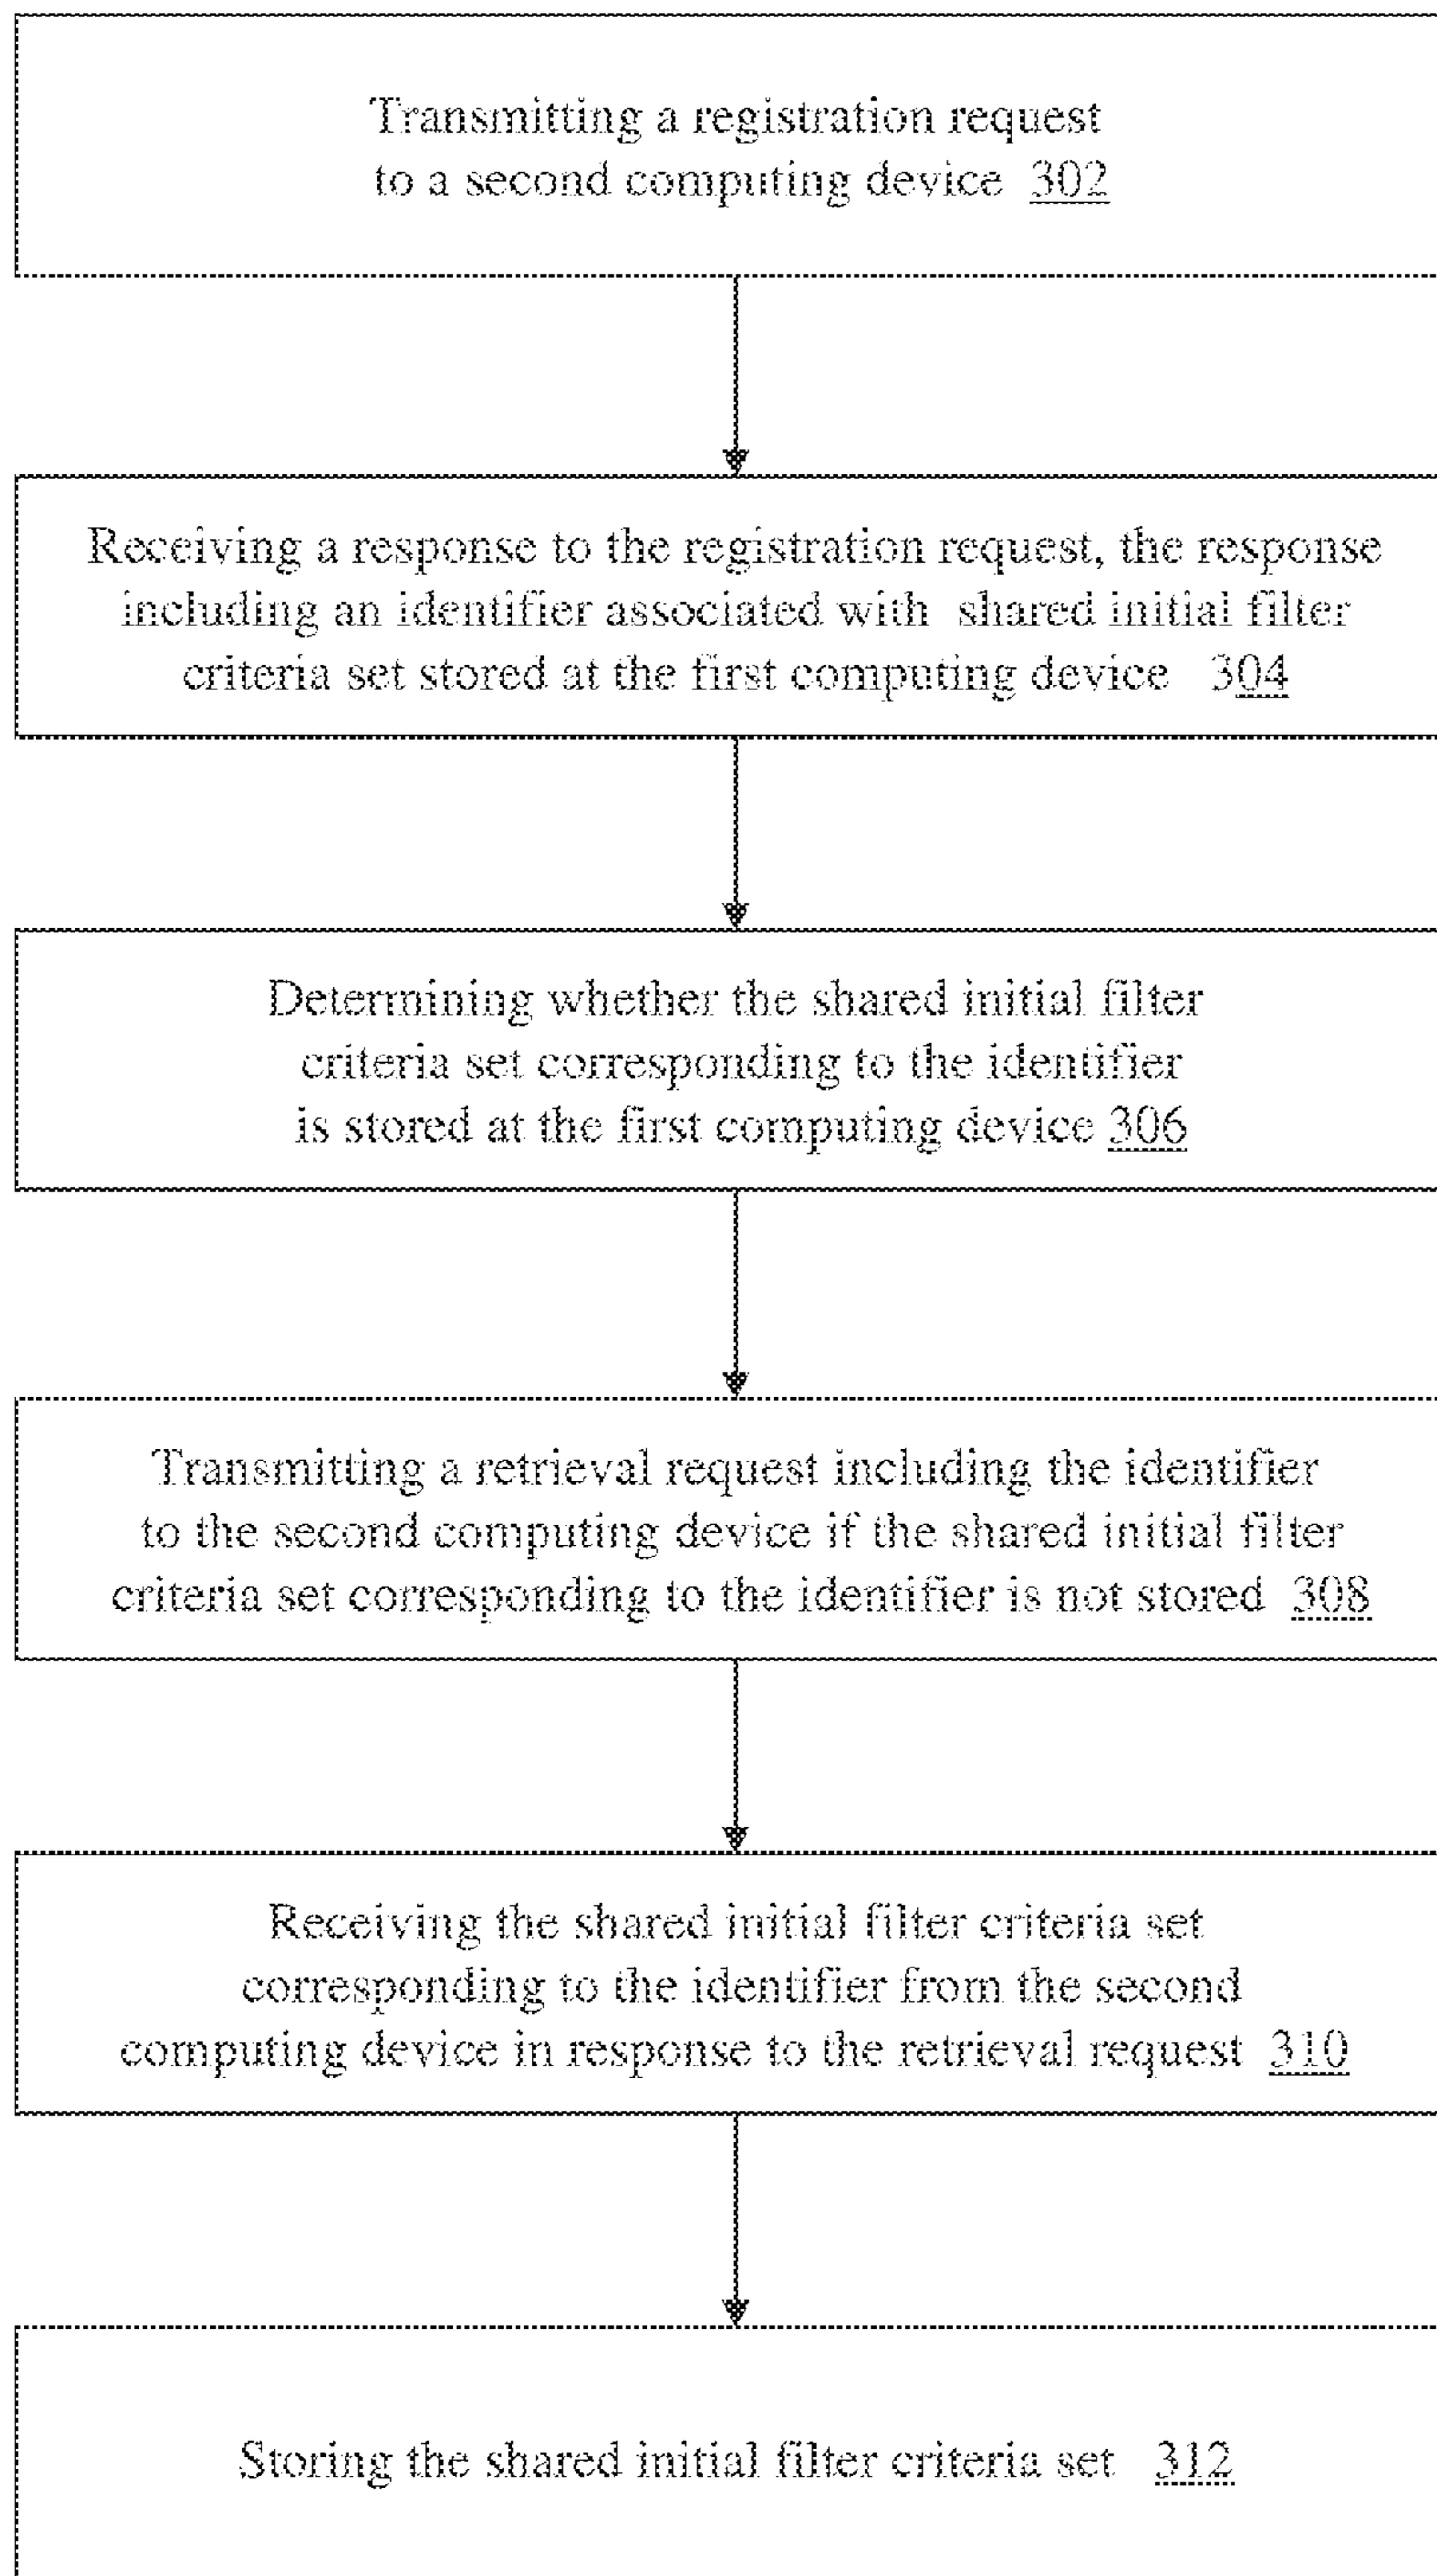 Transmitting a registration request
to a second computing device 302
Receiving a response to the registration request, the response
including an identifier associated with shared initial filter
criteria set stored at the first computing device 304
Determining whether the shared initial filter
criteria set corresponding to the identifier
is stored at the first computing device 306
Transmitting a retrieval request including the identifier
to the second computing device if the shared initial filter
criteria set corresponding to the identifier is not stored 308
Receiving the shared initial filter criteria set
corresponding to the identifier from the second
computing device in response to the retrieval request 310
Storing the shared initial filter criteria set 312